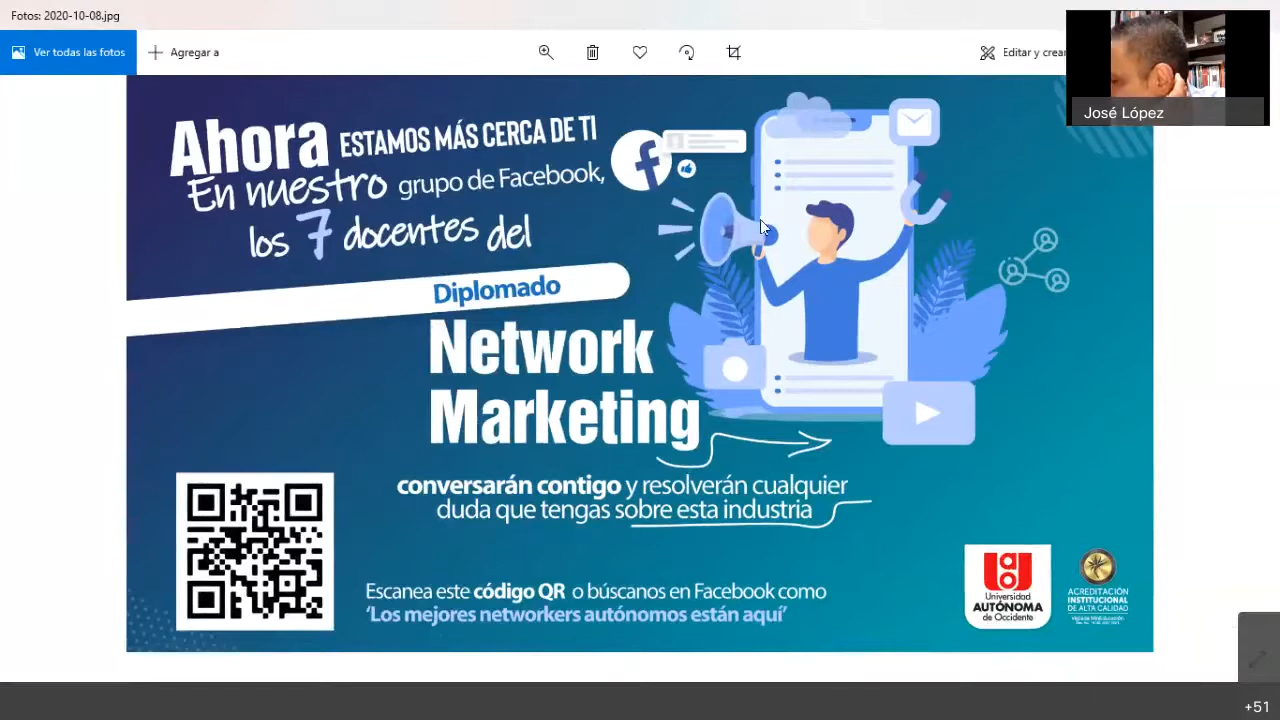 Fotos: 2020-10-08.jpg
Ver todas las fotos
Agregar a
Editar y crear
José López
Ahora ESTAMOS MÁS CERCA DE TI
En nuestro grupo de Facebook,
los 7 docentes del
Diplomado
Network
Marketing
conversarán contigo y resolverán cualquier
duda que tengas sobre esta industria
Escanea este código QR o búscanos en Facebook como
'Los mejores networkers autónomos están aquí'
Universidad
AUTÓNOMA
de Occidente
ACREDITACIÓN
INSTITUCIONAL
DE ALTA CALIDAD
+51